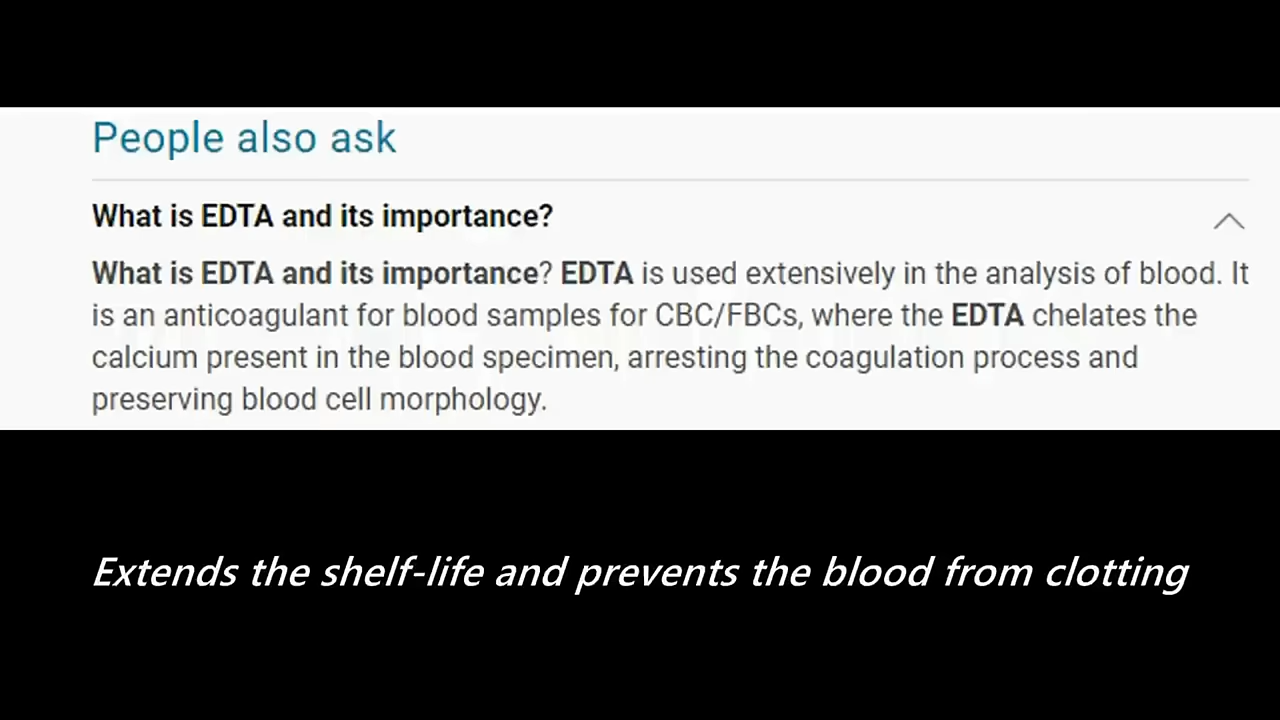 People also ask
What is EDTA and its importance?
What is EDTA and its importance? EDTA is used extensively in the analysis of blood. It
is an anticoagulant for blood samples for CBC/FBCs, where the EDTA chelates the
calcium present in the blood specimen, arresting the coagulation process and
preserving blood cell morphology.
Extends the shelf-life and prevents the blood from clotting